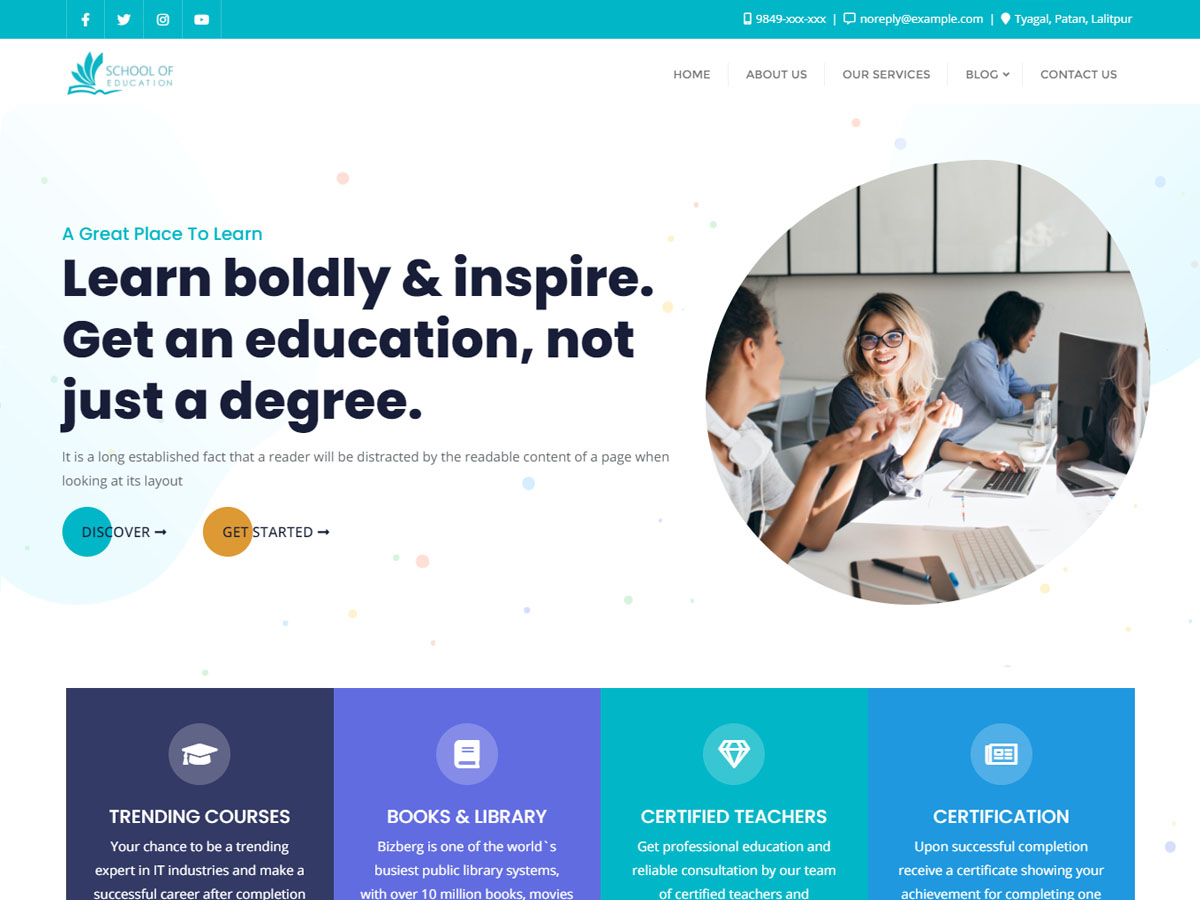 9849-xxx-xxx | noreply@example.com | Tyagal, Patan, Lalitpur
SCHOOL OF
EDUCATION
HOME
ABOUT US
OUR SERVICES
BLOG
CONTACT US
A Great Place To Learn
Learn boldly & inspire.
Get an education, not
just a degree.
It is a long established fact that a reader will be distracted by the readable content of a page when
looking at its layout
DISCOVER
GET STARTED
TRENDING COURSES
Your chance to be a trending
expert in IT industries and make a
successful career after completion
BOOKS & LIBRARY
Bizberg is one of the world`s
busiest public library systems,
with over 10 million books, movies
CERTIFIED TEACHERS
Get professional education and
reliable consultation by our team
of certified teachers and
CERTIFICATION
Upon successful completion
receive a certificate showing your
achievement for completing one